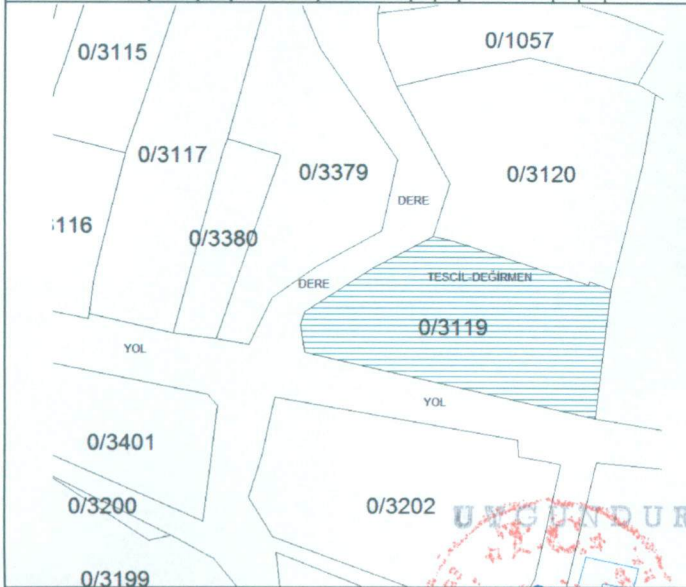 0/1057
0/3115
0/3117
0/3379
0/3120
DERE
116
0/3380
TESCİL-DEĞİRMEN
DERE
0/3119
YOL
YOL
0/3401
0/3200
0/3202
UYGUNDUR
0/3199